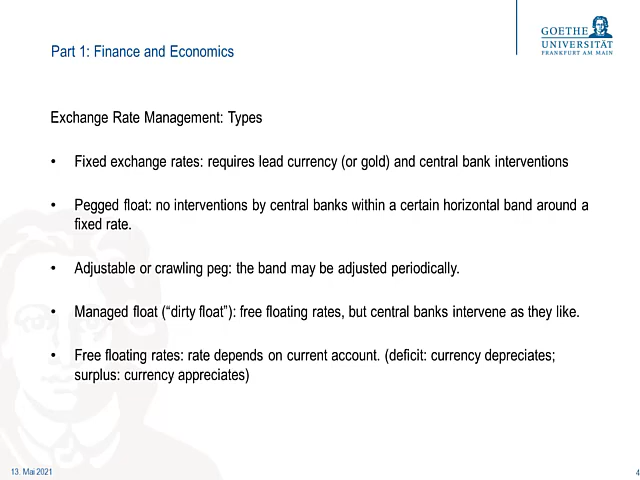 GOETHE
UNIVERSITÄT
FRANKFURT AM MAIN
Part 1: Finance and Economics
Exchange Rate Management: Types
• Fixed exchange rates: requires lead currency (or gold) and central bank interventions
• Pegged float: no interventions by central banks within a certain horizontal band around a
fixed rate.
• Adjustable or crawling peg: the band may be adjusted periodically.
• Managed float (“dirty float”): free floating rates, but central banks intervene as they like.
• Free floating rates: rate depends on current account. (deficit: currency depreciates;
surplus: currency appreciates)
13. Mai 2021
4